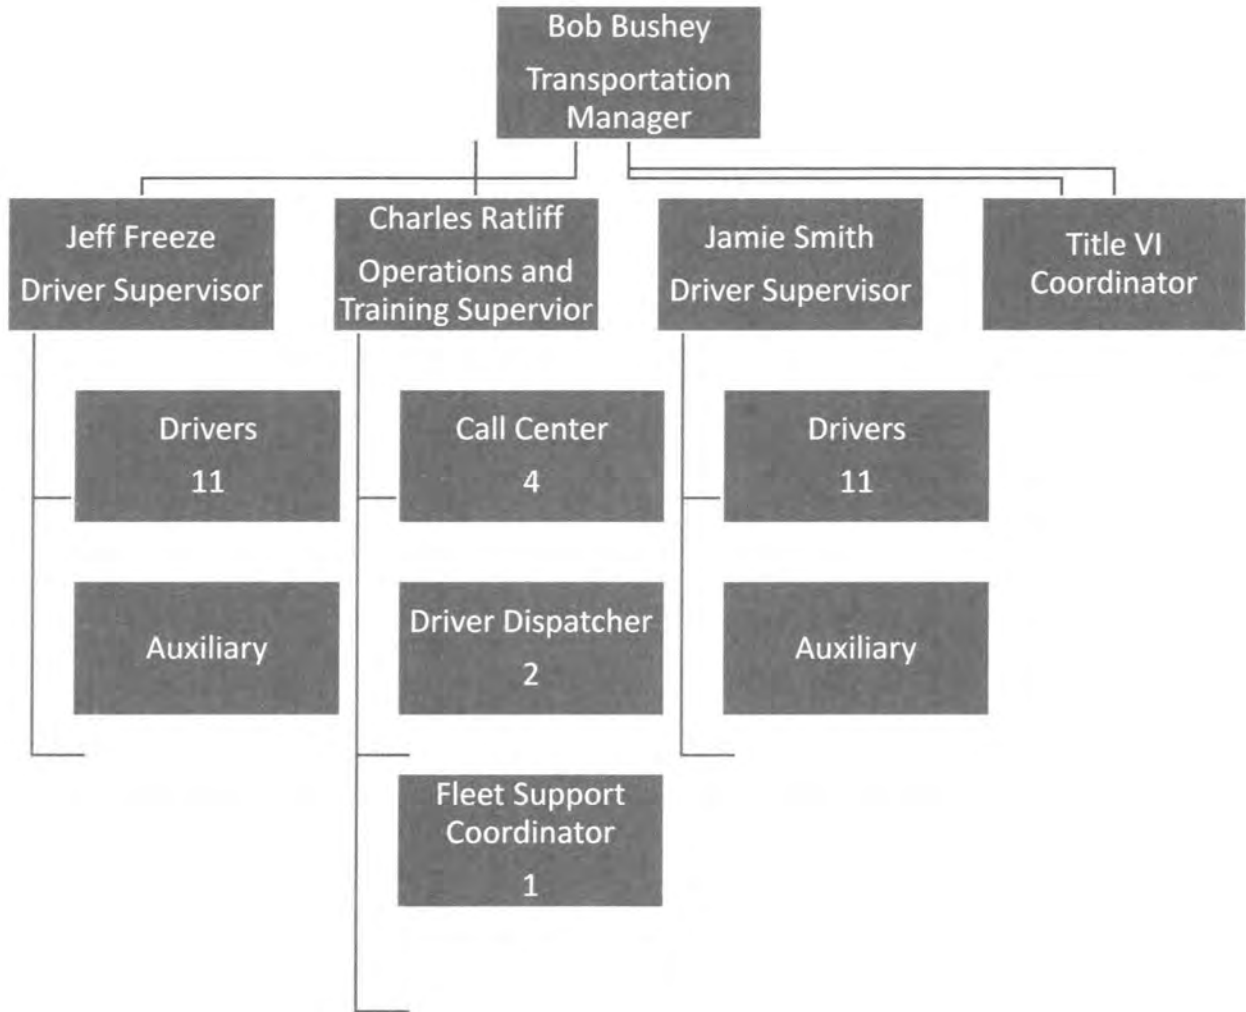 Bob Bushey
Transportation
Manager
Jeff Freeze
Driver Supervisor
Charles Ratliff
Operations and
Training Supervior
Jamie Smith
Driver Supervisor
Title VI
Coordinator
Drivers
11
Call Center
4
Drivers
11
Auxiliary
Driver Dispatcher
2
Auxiliary
Fleet Support
Coordinator
1